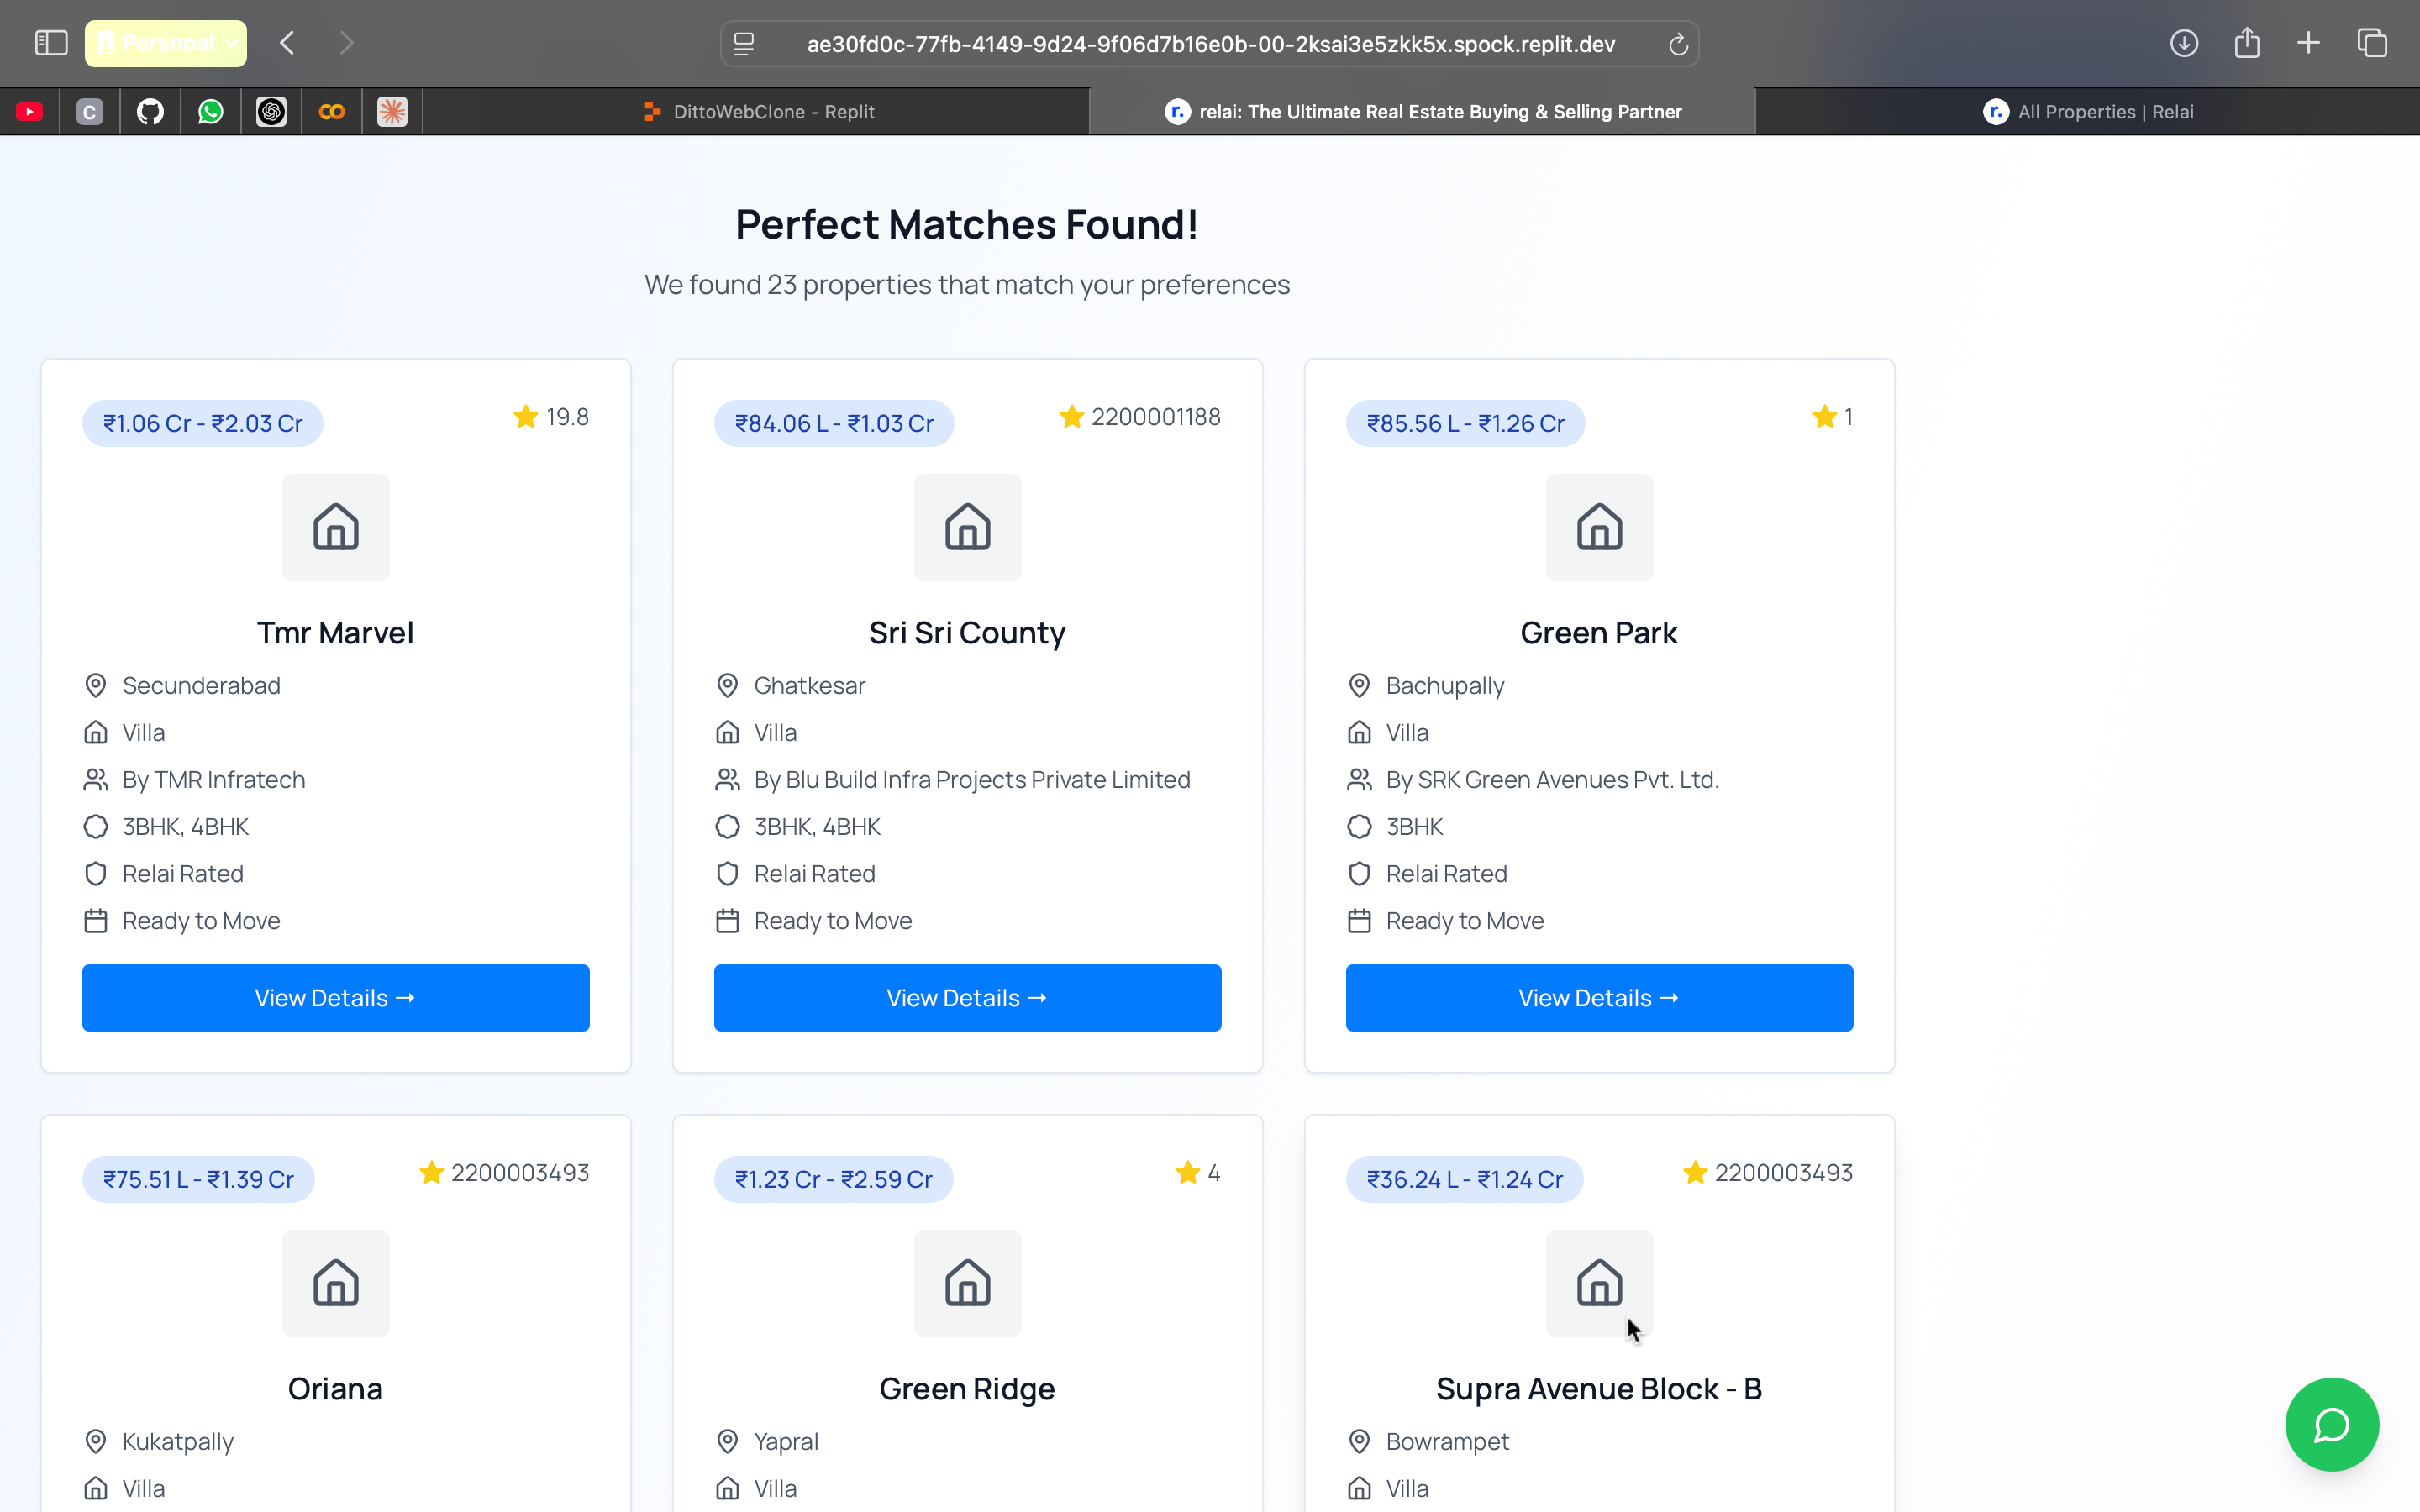 Persnoal
ae30fd0c-77fb-4149-9d24-9f06d7b16e0b-00-2ksai3e5zkk5x.spock.replit.dev
C
DittoWebClone - Replit
r. relai: The Ultimate Real Estate Buying & Selling Partner
r. All Properties | Relai
Perfect Matches Found!
We found 23 properties that match your preferences
₹1.06 Cr - ₹2.03 Cr
19.8
Tmr Marvel
Secunderabad
Villa
By TMR Infratech
3BHK, 4BHK
Relai Rated
Ready to Move
View Details →
₹84.06 L - ₹1.03 Cr
2200001188
Sri Sri County
Ghatkesar
Villa
By Blu Build Infra Projects Private Limited
3BHK, 4BHK
Relai Rated
Ready to Move
View Details →
₹85.56 L - ₹1.26 Cr
1
Green Park
Bachupally
Villa
By SRK Green Avenues Pvt. Ltd.
3BHK
Relai Rated
Ready to Move
View Details →
₹75.51 L - ₹1.39 Cr
2200003493
Oriana
Kukatpally
Villa
₹1.23 Cr - ₹2.59 Cr
4
Green Ridge
Yapral
Villa
₹36.24 L - ₹1.24 Cr
2200003493
Supra Avenue Block - B
Bowrampet
Villa